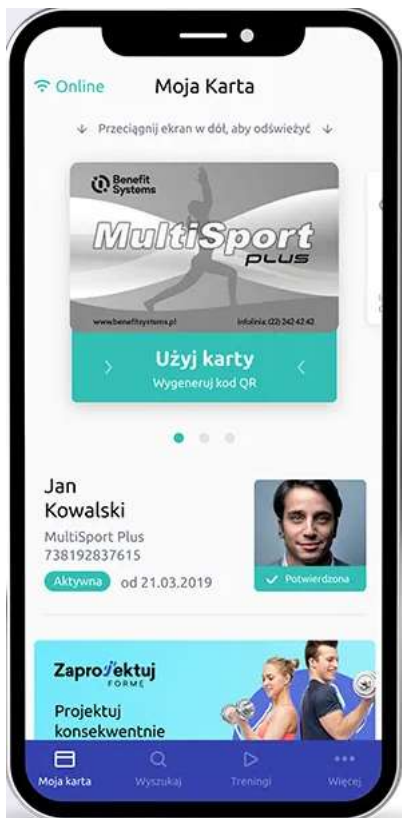 Online
Moja Karta
Przeciągnij ekran w dół, aby odświeżyć
Benefit
Systems
MultiSport
PLUS
www.benefitsystems.pl
infolinia: (22) 242 42 42
Użyj karty
Wygeneruj kod QR
Jan
Kowalski
MultiSport Plus
738192837615
Aktywna od 21.03.2019
Potwierdzona
Zaprojektuj
FORMĘ
Projektuj
konsekwentnie
Moja karta
Wyszukaj
Treningi
Więcej